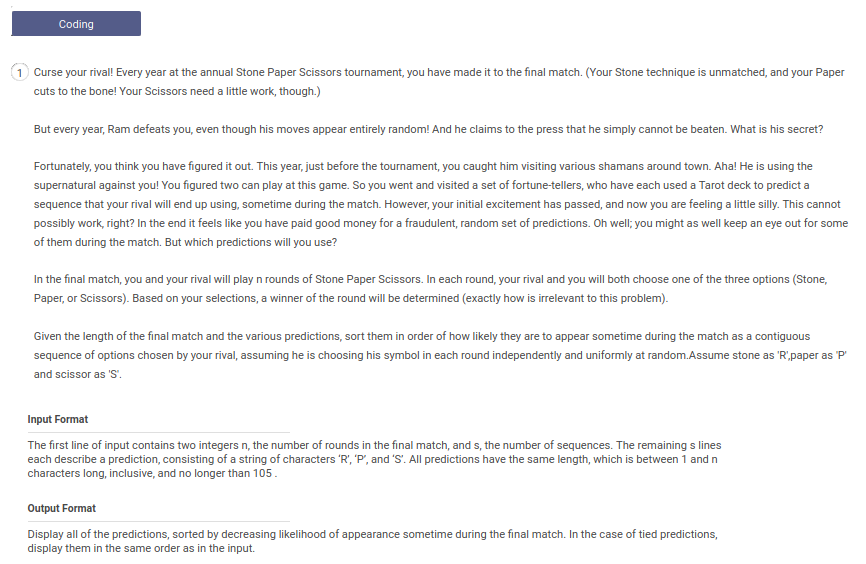 Coding
1 Curse your rival! Every year at the annual Stone Paper Scissors tournament, you have made it to the final match. (Your Stone technique is unmatched, and your Paper
cuts to the bone! Your Scissors need a little work, though.)
But every year, Ram defeats you, even though his moves appear entirely random! And he claims to the press that he simply cannot be beaten. What is his secret?
Fortunately, you think you have figured it out. This year, just before the tournament, you caught him visiting various shamans around town. Aha! He is using the
supernatural against you! You figured two can play at this game. So you went and visited a set of fortune-tellers, who have each used a Tarot deck to predict a
sequence that your rival will end up using, sometime during the match. However, your initial excitement has passed, and now you are feeling a little silly. This cannot
possibly work, right? In the end it feels like you have paid good money for a fraudulent, random set of predictions. Oh well; you might as well keep an eye out for some
of them during the match. But which predictions will you use?
In the final match, you and your rival will play n rounds of Stone Paper Scissors. In each round, your rival and you will both choose one of the three options (Stone,
Paper, or Scissors). Based on your selections, a winner of the round will be determined (exactly how is irrelevant to this problem).
Given the length of the final match and the various predictions, sort them in order of how likely they are to appear sometime during the match as a contiguous
sequence of options chosen by your rival, assuming he is choosing his symbol in each round independently and uniformly at random.Assume stone as 'R',paper as 'P'
and scissor as 'S'.
Input Format
The first line of input contains two integers n, the number of rounds in the final match, and s, the number of sequences. The remaining s lines
each describe a prediction, consisting of a string of characters ‘R’, ‘P’, and ‘S’. All predictions have the same length, which is between 1 and n
characters long, inclusive, and no longer than 105 .
Output Format
Display all of the predictions, sorted by decreasing likelihood of appearance sometime during the final match. In the case of tied predictions,
display them in the same order as in the input.